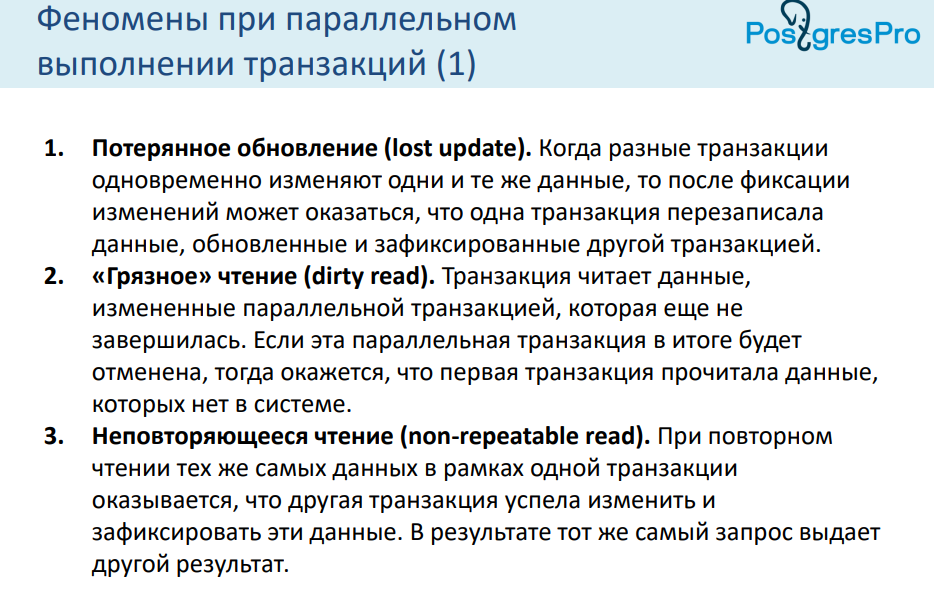 Феномены при параллельном
выполнении транзакций (1)
PostgresPro
1. Потерянное обновление (lost update). Когда разные транзакции
одновременно изменяют одни и те же данные, то после фиксации
изменений может оказаться, что одна транзакция перезаписала
данные, обновленные и зафиксированные другой транзакцией.
2. «Грязное» чтение (dirty read). Транзакция читает данные,
измененные параллельной транзакцией, которая еще не
завершилась. Если эта параллельная транзакция в итоге будет
отменена, тогда окажется, что первая транзакция прочитала данные,
которых нет в системе.
3. Неповторяющееся чтение (non-repeatable read). При повторном
чтении тех же самых данных в рамках одной транзакции
оказывается, что другая транзакция успела изменить и
зафиксировать эти данные. В результате тот же самый запрос выдает
другой результат.